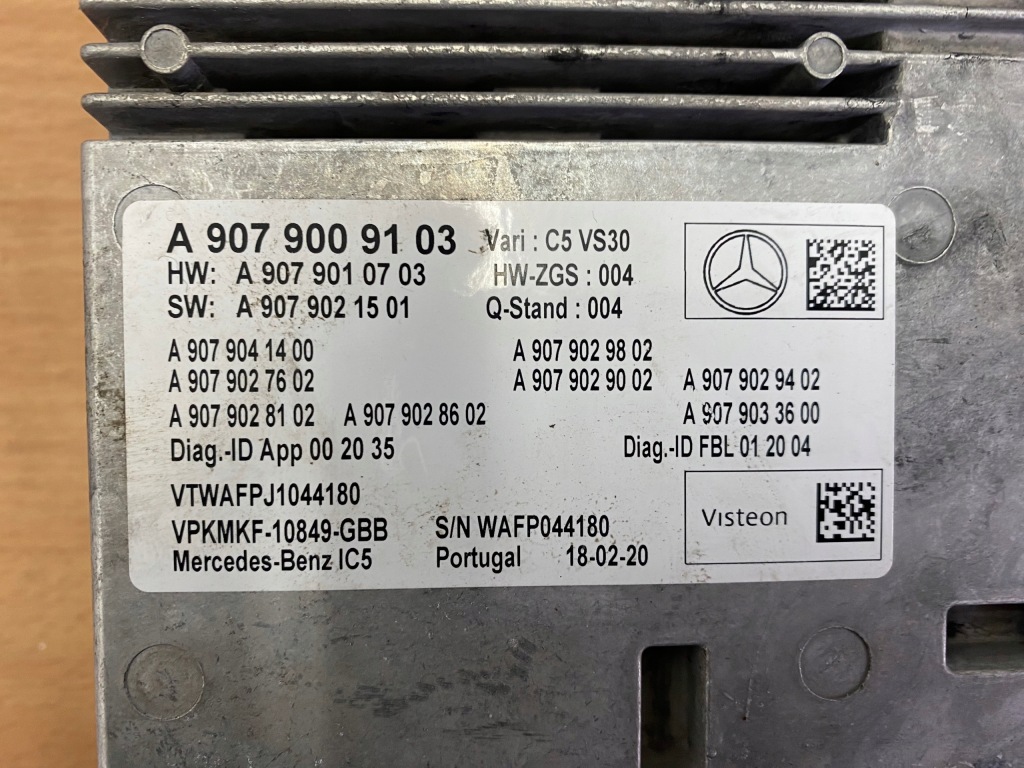 A 907 900 91 03 Vari : C5 VS30
HW: A 907 901 07 03 HW-ZGS : 004
SW: A 907 902 15 01 Q-Stand : 004
A 907 904 14 00 A 907 902 98 02
A 907 902 76 02 A 907 902 90 02 A 907 902 94 02
A 907 902 81 02 A 907 902 86 02 A 907 903 36 00
Diag.-ID App 00 20 35 Diag.-ID FBL 01 20 04
VTWAFPJ1044180
VPKMKF-10849-GBB S/N WAFP044180
Visteon
Mercedes-Benz IC5 Portugal 18-02-20